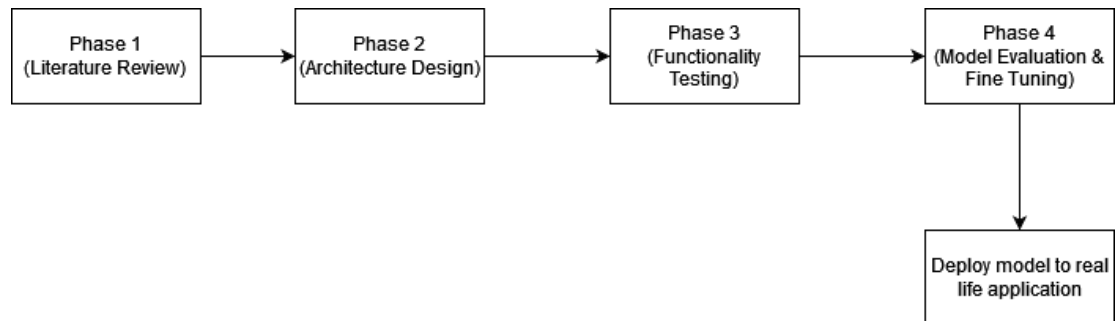 Phase 1
(Literature Review)
Phase 2
(Architecture Design)
Phase 3
(Functionality
Testing)
Phase 4
(Model Evaluation &
Fine Tuning)
Deploy model to real
life application